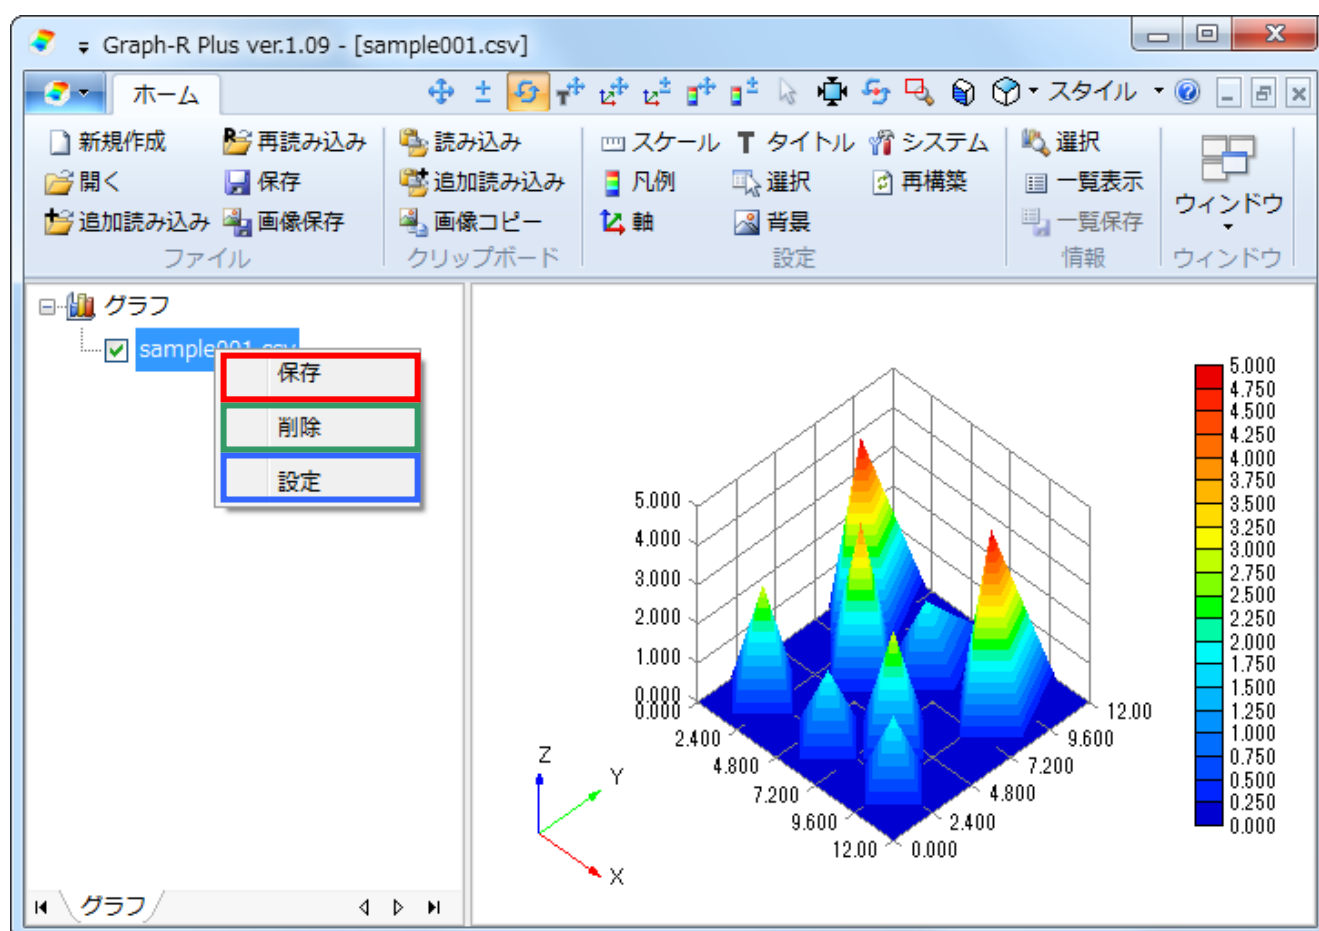 Graph-R Plus ver.1.09 - [sample001.csv]
ホーム
スタイル
新規作成 再読み込み 読み込み スケール T タイトル システム 選択
開く 保存 追加読み込み 凡例 選択 再構築 一覧表示
追加読み込み 画像保存 画像コピー 軸 背景 一覧保存
ウィンドウ
ファイル クリップボード 設定 情報 ウィンドウ
グラフ
sample001.csv
保存
削除
設定
5.000
4.750
4.500
4.250
4.000
3.750
3.500
3.250
3.000
2.750
2.500
2.250
2.000
1.750
1.500
1.250
1.000
0.750
0.500
0.250
0.000
5.000
4.000
3.000
2.000
1.000
0.000
0.000
2.400
4.800
7.200
9.600
12.00
0.000
2.400
4.800
7.200
9.600
12.00
Z
Y
X
グラフ